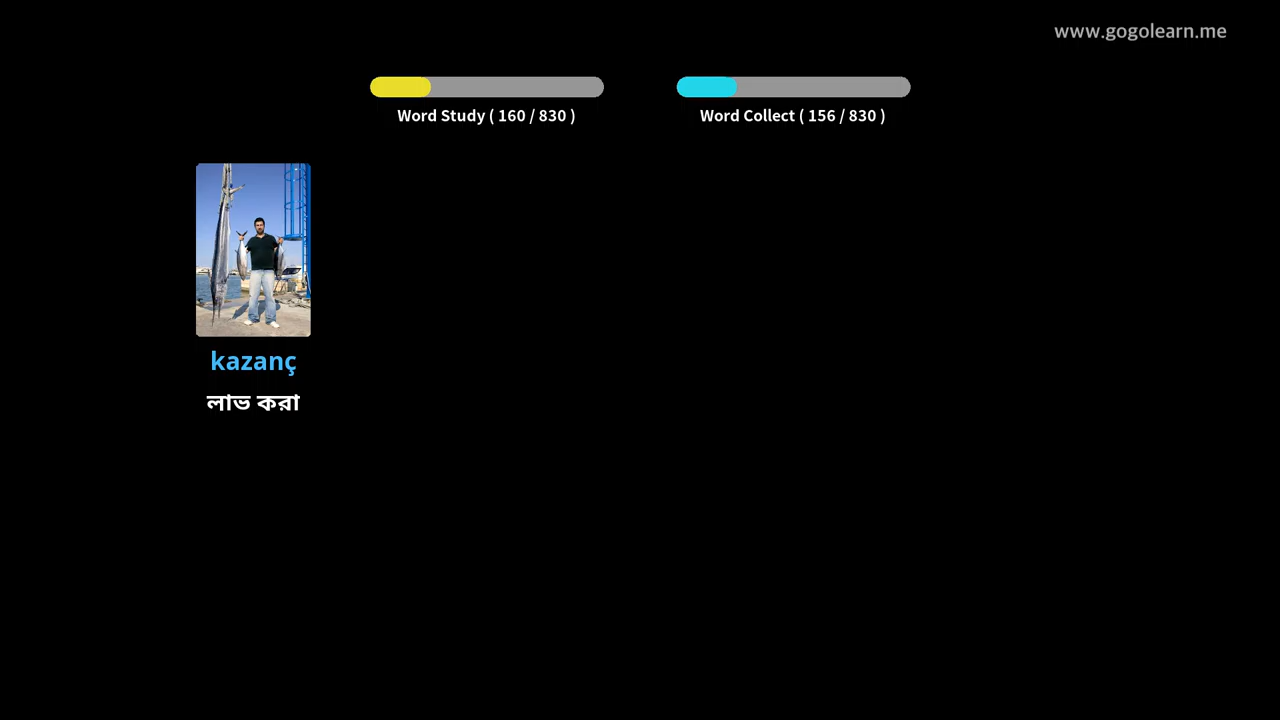 www.gogolearn.me
Word Study ( 160 / 830 )
Word Collect ( 156 / 830 )
kazanç
লাভ করা